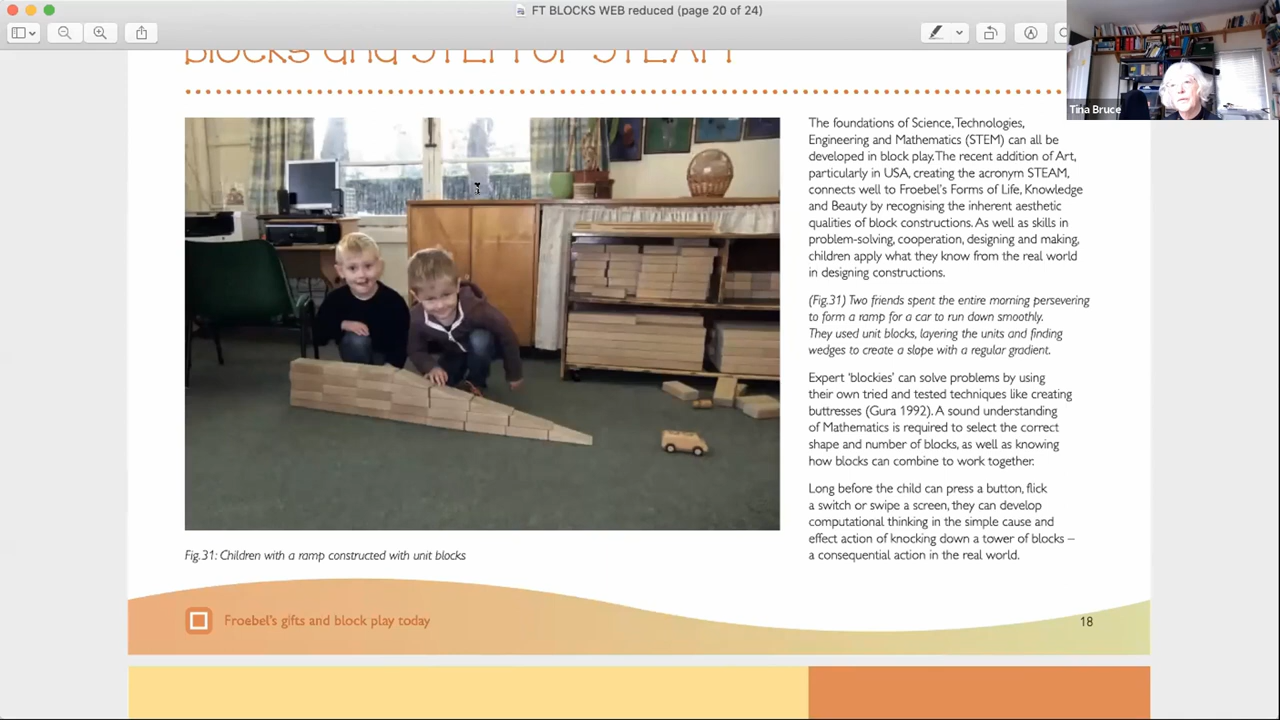 FT BLOCKS WEB reduced (page 20 of 24)
Tina Bruce
Blocks and STEM or STEAM
The foundations of Science, Technologies,
Engineering and Mathematics (STEM) can all be
developed in block play. The recent addition of Art,
particularly in USA, creating the acronym STEAM,
connects well to Froebel's Forms of Life, Knowledge
and Beauty by recognising the inherent aesthetic
qualities of block constructions. As well as skills in
problem-solving, cooperation, designing and making,
children apply what they know from the real world
in designing constructions.
(Fig.31) Two friends spent the entire morning persevering
to form a ramp for a car to run down smoothly.
They used unit blocks, layering the units and finding
wedges to create a slope with a regular gradient.
Expert 'blockies' can solve problems by using
their own tried and tested techniques like creating
buttresses (Gura 1992). A sound understanding
of Mathematics is required to select the correct
shape and number of blocks, as well as knowing
how blocks can combine to work together.
Long before the child can press a button, flick
a switch or swipe a screen, they can develop
computational thinking in the simple cause and
effect action of knocking down a tower of blocks –
a consequential action in the real world.
Fig.31: Children with a ramp constructed with unit blocks
Froebel's gifts and block play today
18